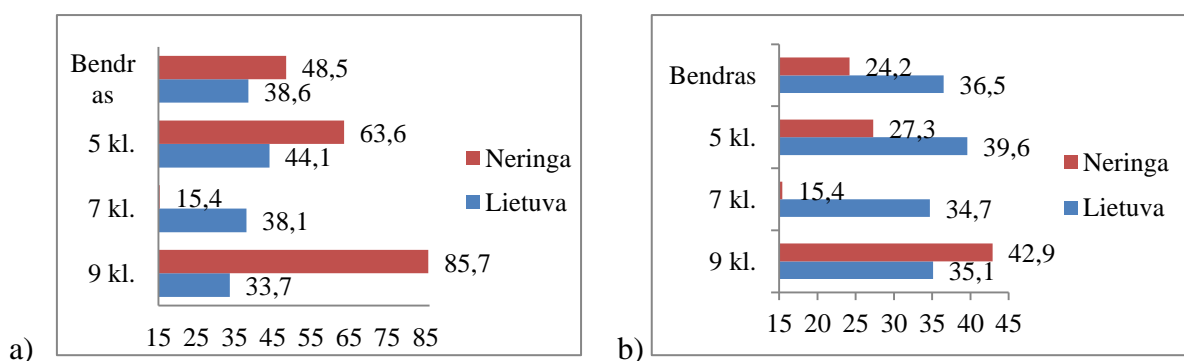 Bendr
as
48,5
38,6
5 kl.
63,6
44,1
7 kl.
15,4
38,1
9 kl.
85,7
33,7
Neringa
Lietuva
15 25 35 45 55 65 75 85
a)
Bendras
24,2
36,5
5 kl.
27,3
39,6
7 kl.
15,4
34,7
9 kl.
42,9
35,1
Neringa
Lietuva
15 20 25 30 35 40 45
b)